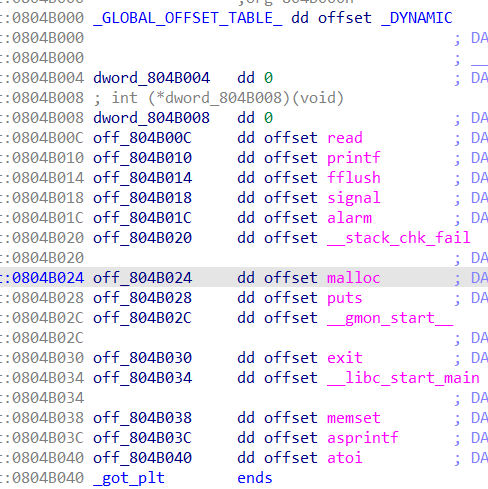 t:0804B000 _GLOBAL_OFFSET_TABLE_ dd offset _DYNAMIC
t:0804B000 ; DA
t:0804B000 ; __
t:0804B004 dword_804B004 dd 0 ; DA
t:0804B008 ; int (*dword_804B008)(void)
t:0804B008 dword_804B008 dd 0 ; DA
t:0804B00C off_804B00C dd offset read ; DA
t:0804B010 off_804B010 dd offset printf ; DA
t:0804B014 off_804B014 dd offset fflush ; DA
t:0804B018 off_804B018 dd offset signal ; DA
t:0804B01C off_804B01C dd offset alarm ; DA
t:0804B020 off_804B020 dd offset __stack_chk_fail
t:0804B020 ; DA
t:0804B024 off_804B024 dd offset malloc ; DA
t:0804B028 off_804B028 dd offset puts ; DA
t:0804B02C off_804B02C dd offset __gmon_start__
t:0804B02C ; DA
t:0804B030 off_804B030 dd offset exit ; DA
t:0804B034 off_804B034 dd offset __libc_start_main
t:0804B034 ; DA
t:0804B038 off_804B038 dd offset memset ; DA
t:0804B03C off_804B03C dd offset asprintf ; DA
t:0804B040 off_804B040 dd offset atoi ; DA
t:0804B040 _got_plt ends